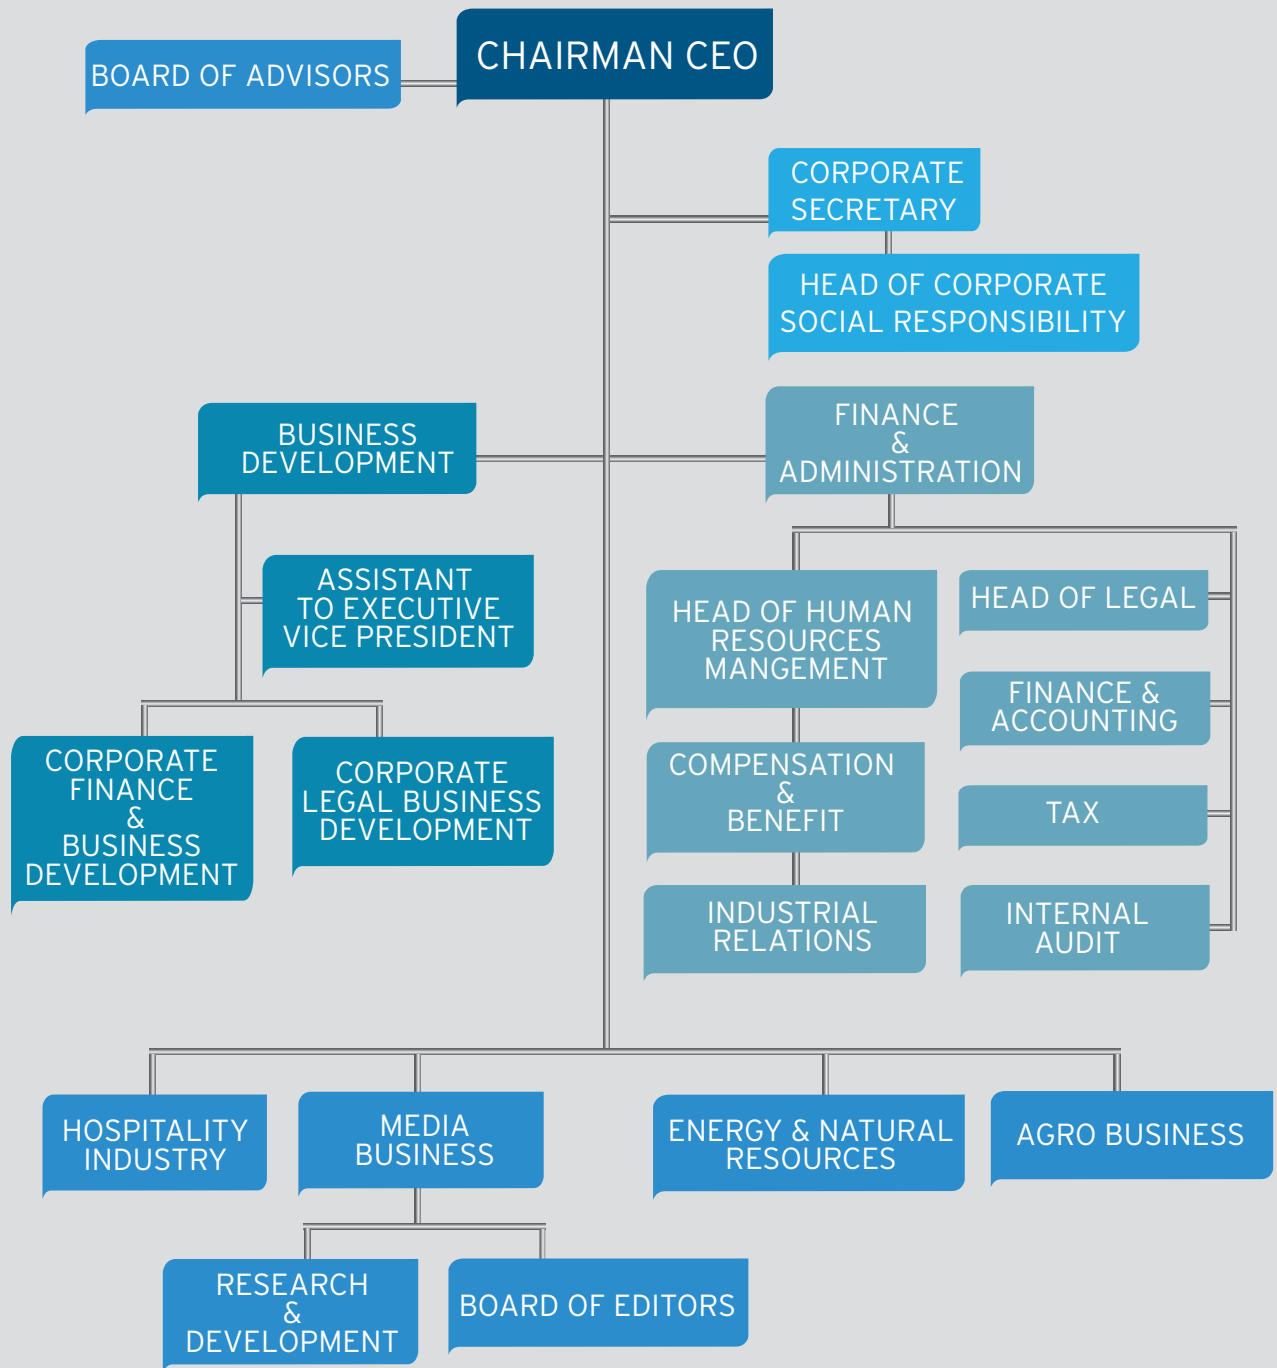 CHAIRMAN CEO
BOARD OF ADVISORS
CORPORATE
SECRETARY
HEAD OF CORPORATE
SOCIAL RESPONSIBILITY
BUSINESS
DEVELOPMENT
FINANCE
&
ADMINISTRATION
ASSISTANT
TO EXECUTIVE
VICE PRESIDENT
CORPORATE
FINANCE
&
BUSINESS
DEVELOPMENT
CORPORATE
LEGAL BUSINESS
DEVELOPMENT
HEAD OF HUMAN
RESOURCES
MANGEMENT
COMPENSATION
&
BENEFIT
INDUSTRIAL
RELATIONS
HEAD OF LEGAL
FINANCE &
ACCOUNTING
TAX
INTERNAL
AUDIT
HOSPITALITY
INDUSTRY
MEDIA
BUSINESS
ENERGY & NATURAL
RESOURCES
AGRO BUSINESS
RESEARCH
&
DEVELOPMENT
BOARD OF EDITORS